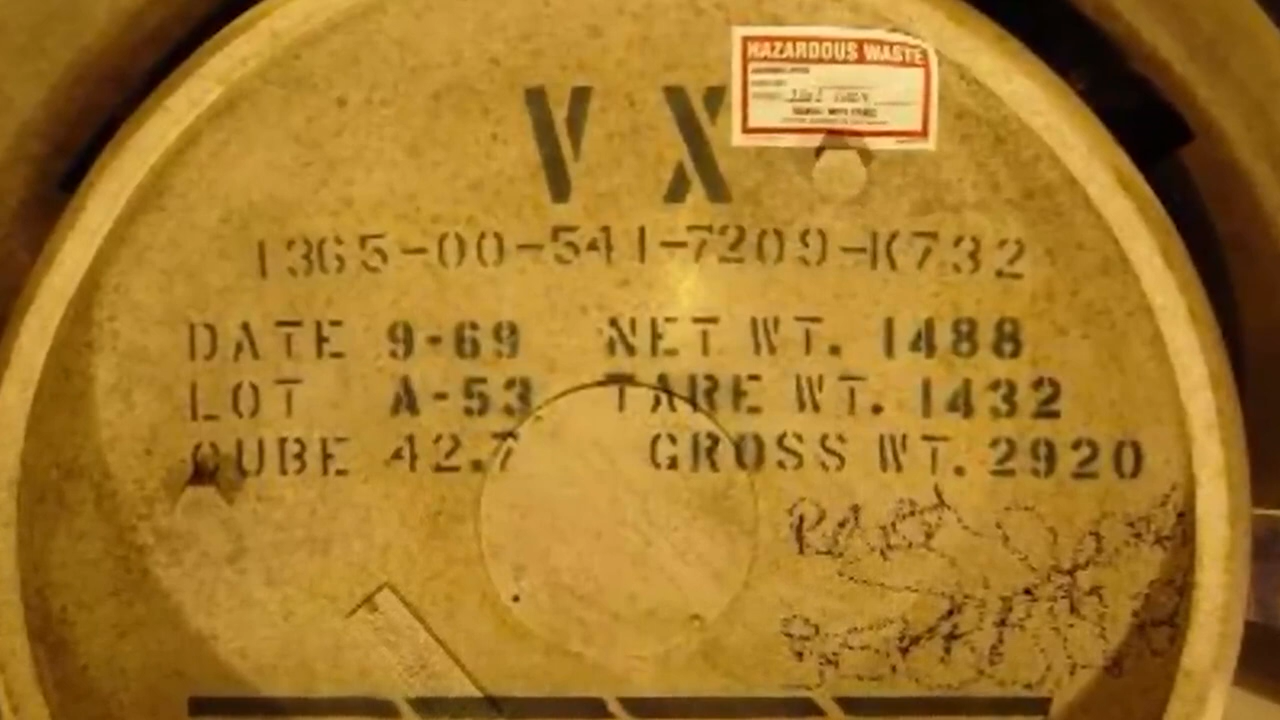 HAZARDOUS WASTE
V X
1365-00-541-7209-K732
DATE 9-69 NET WT. 1488
LOT A-53 TARE WT. 1432
CUBE 42.7 GROSS WT. 2920